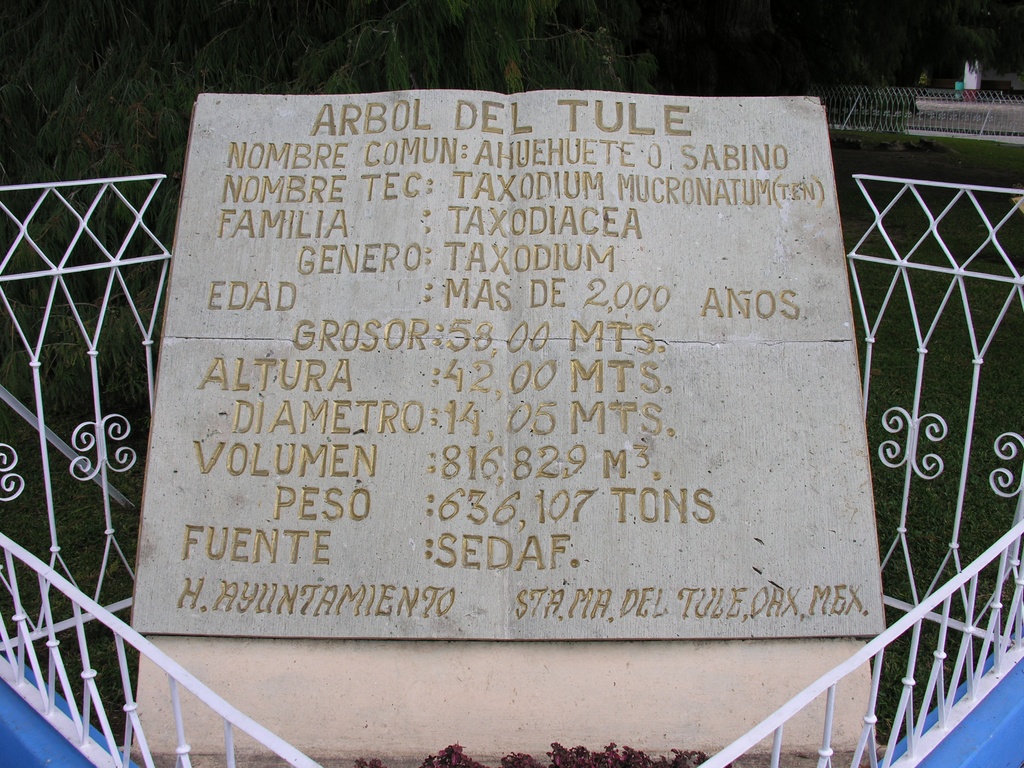 ARBOL DEL TULE
NOMBRE COMUN: AHUEHUETE O SABINO
NOMBRE TEC: TAXODIUM MUCRONATUM (TEN)
FAMILIA : TAXODIACEA
GENERO: TAXODIUM
EDAD : MAS DE 2,000 AÑOS.
GROSOR: 58,00 MTS.
ALTURA : 42,00 MTS.
DIAMETRO: 14,05 MTS.
VOLUMEN : 816,829 M³.
PESO : 636,107 TONS
FUENTE : SEDAF.
H. AYUNTAMIENTO STA. MA. DEL TULE, OAX. MEX.